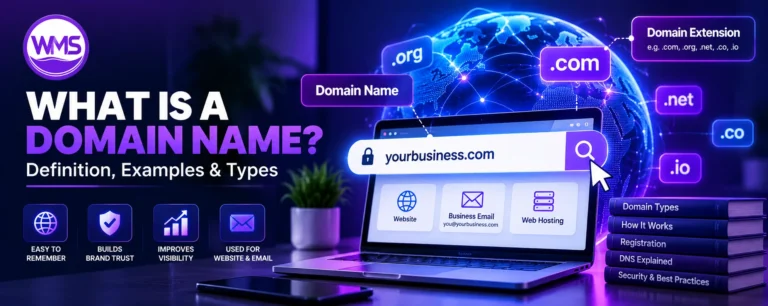 WMS
WHAT IS A
DOMAIN NAME?
Definition, Examples & Types
EASY TO
REMEMBER
BUILDS
BRAND TRUST
IMPROVES
VISIBILITY
USED FOR
WEBSITE & EMAIL
.org
Domain Name
.com
Domain Extension
e.g. .com, .org, .net, .co, .io
.net
.co
.io
yourbusiness.com
Website
Business Email
you@yourbusiness.com
Web Hosting
Domain Types
How It Works
Registration
DNS Explained
Security & Best Practices